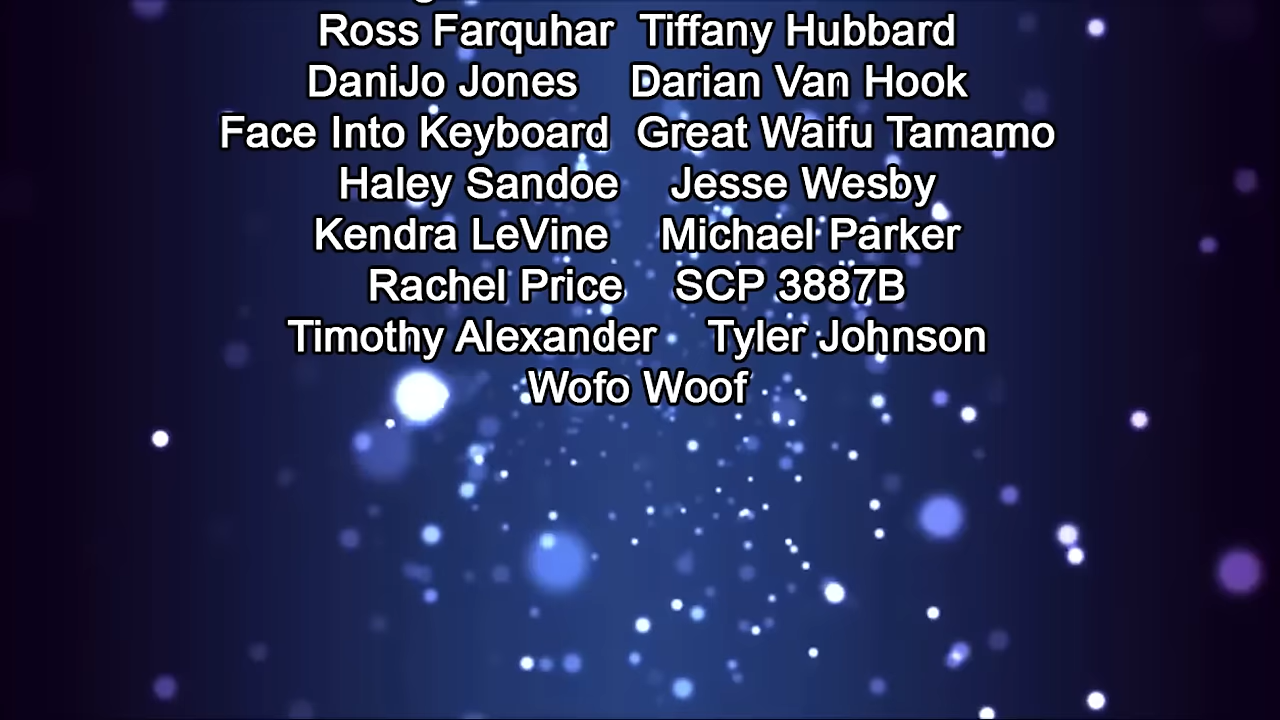 Ross Farquhar Tiffany Hubbard
DaniJo Jones Darian Van Hook
Face Into Keyboard Great Waifu Tamamo
Haley Sandoe Jesse Wesby
Kendra LeVine Michael Parker
Rachel Price SCP 3887B
Timothy Alexander Tyler Johnson
Wofo Woof